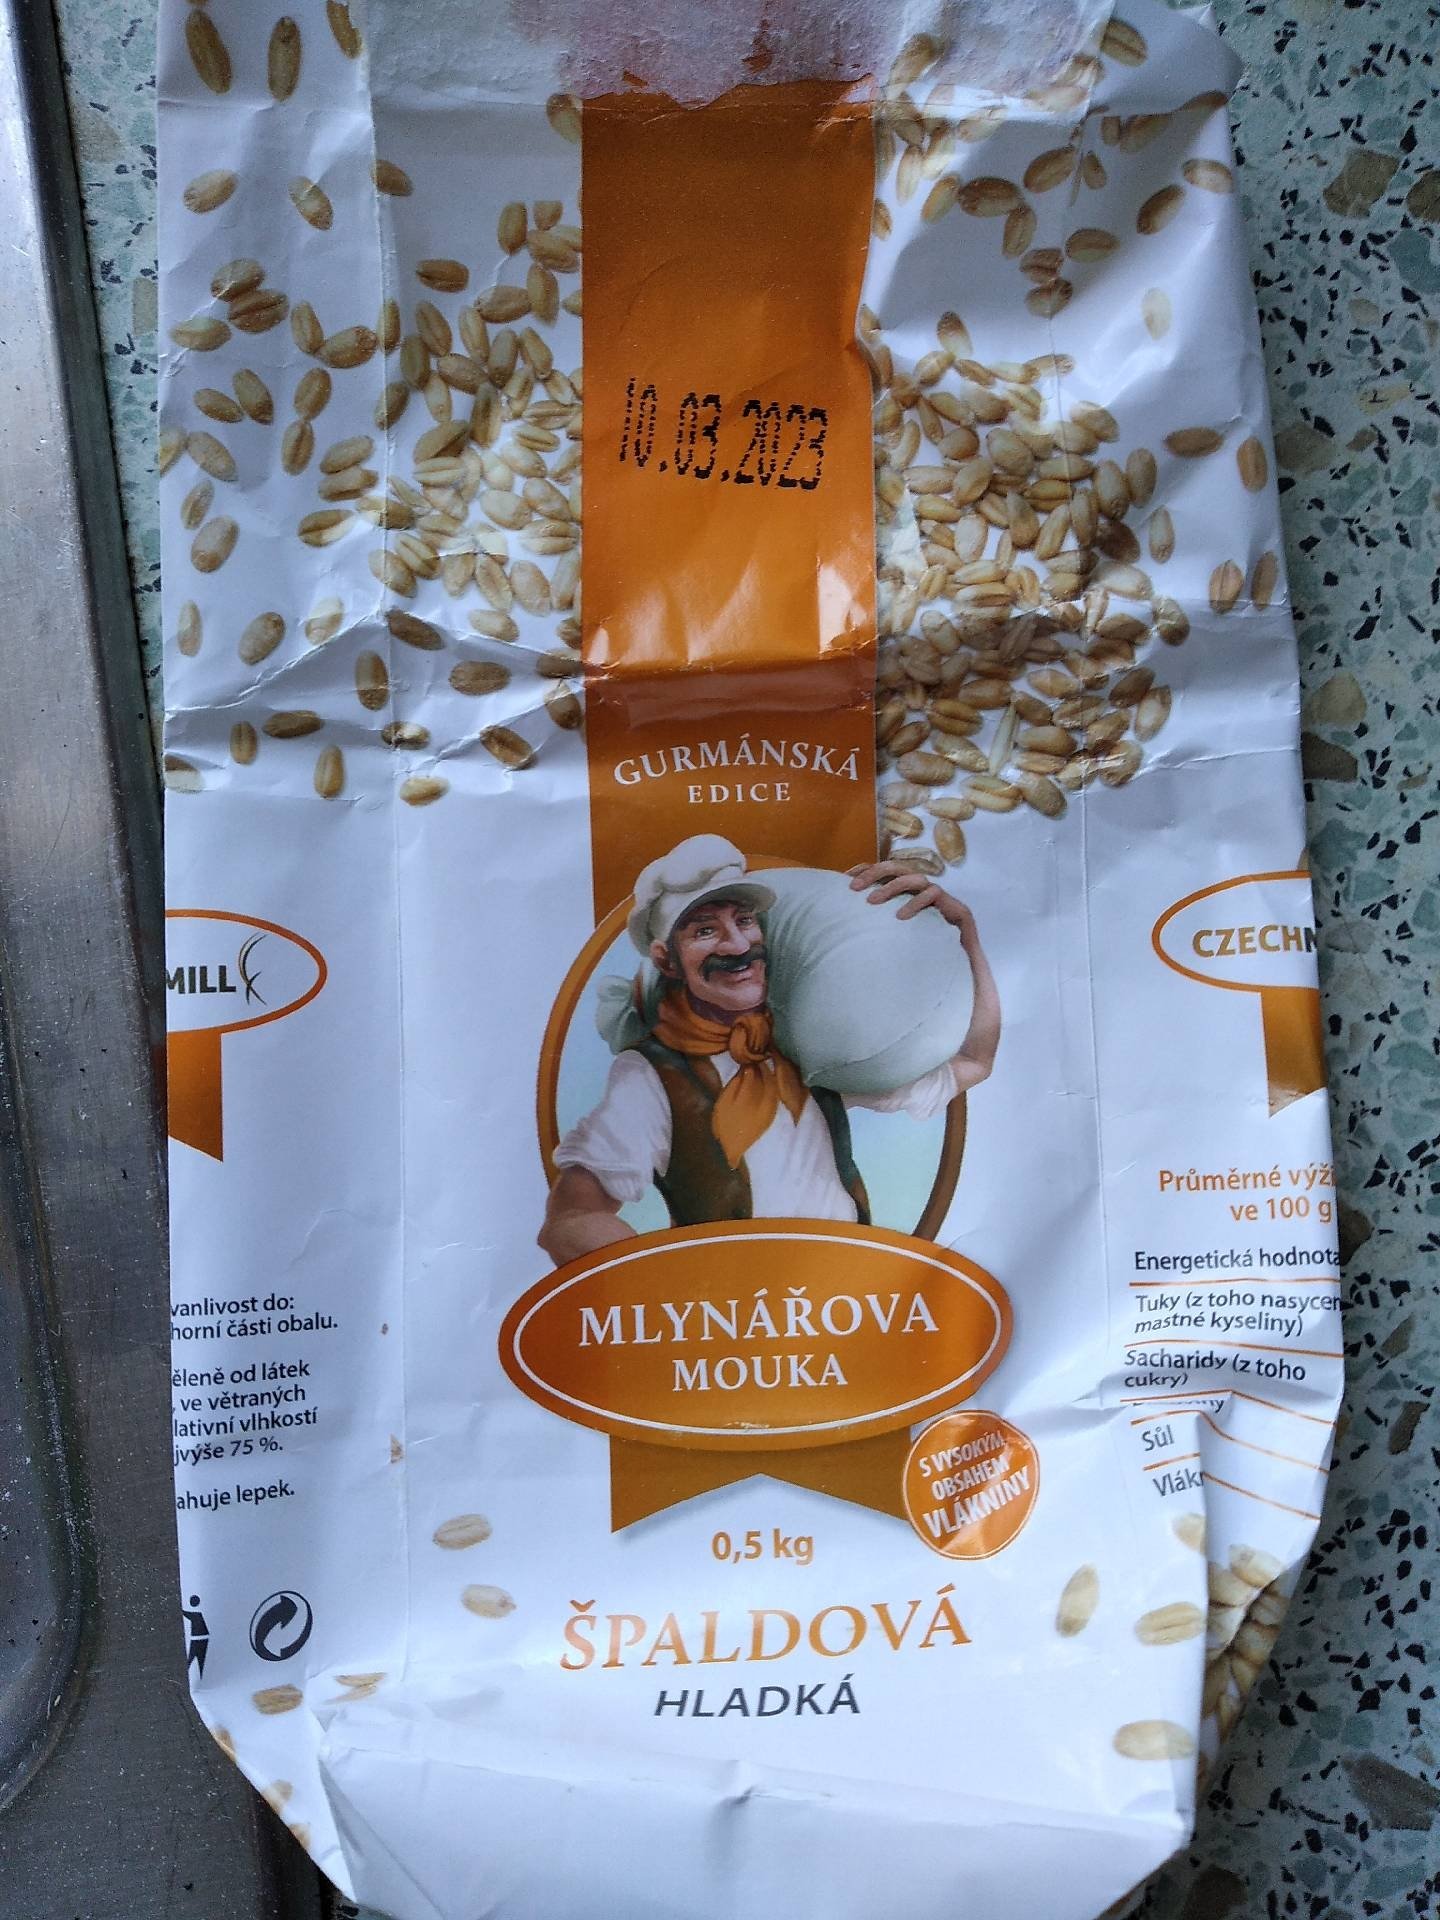 10.03.2023
GURMÁNSKÁ
EDICE
MILL
CZECHM
MLYNÁŘOVA
MOUKA
S VYSOKÝM
OBSAHEM
VLÁKNINY
0,5 kg
ŠPALDOVÁ
HLADKÁ
vanlivost do:
horní části obalu.
ěleně od látek
, ve větraných
lativní vlhkostí
jvýše 75 %.
ahuje lepek.
Průměrné výži
ve 100 g
Energetická hodnota
Tuky (z toho nasycen
mastné kyseliny)
Sacharidy (z toho
cukry)
Sůl
Vlákn